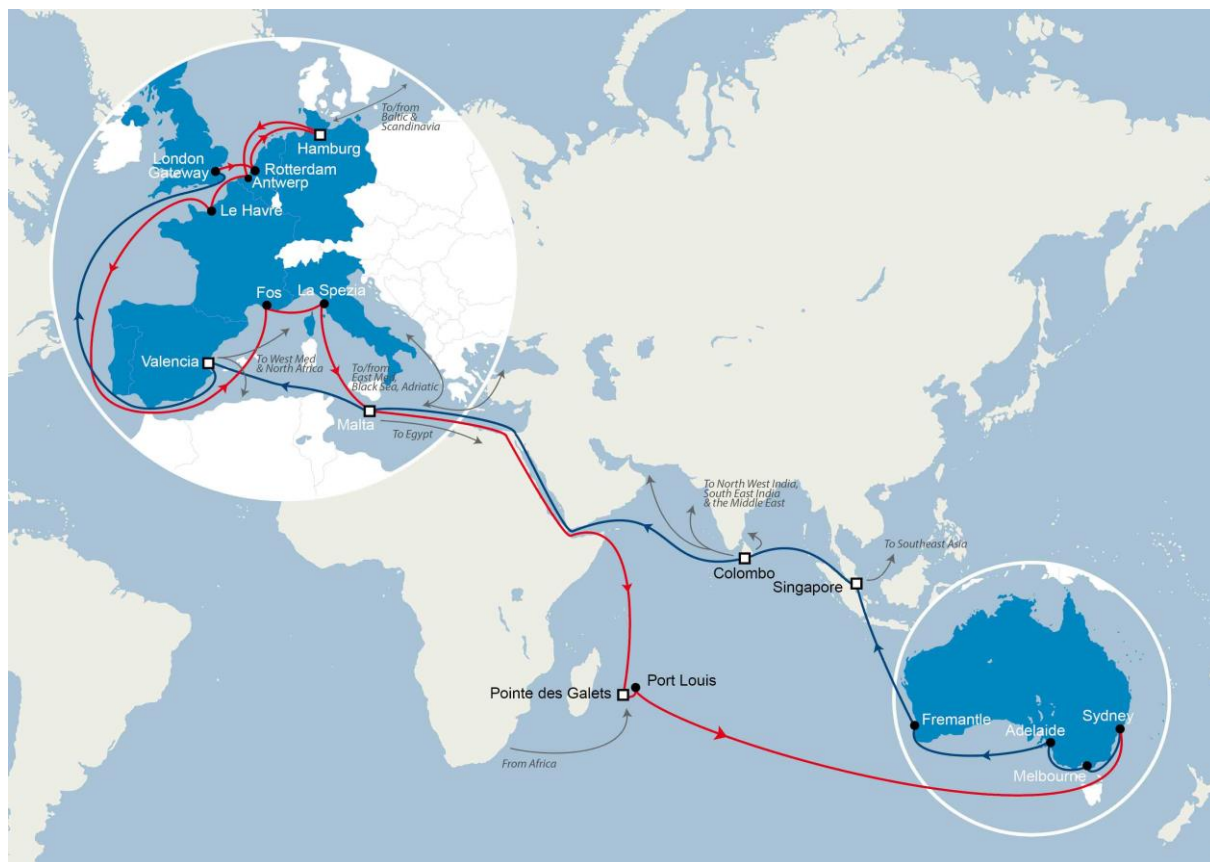 To/from
Baltic &
Scandinavia
Hamburg
London
Gateway
Rotterdam
Antwerp
Le Havre
Fos
La Spezia
Valencia
To West Med
& North Africa
To/from
East Med,
Black Sea, Adriatic
Malta
To Egypt
To North West India,
South East India
& the Middle East
To Southeast Asia
Colombo
Singapore
Pointe des Galets
Port Louis
From Africa
Fremantle
Adelaide
Sydney
Melbourne